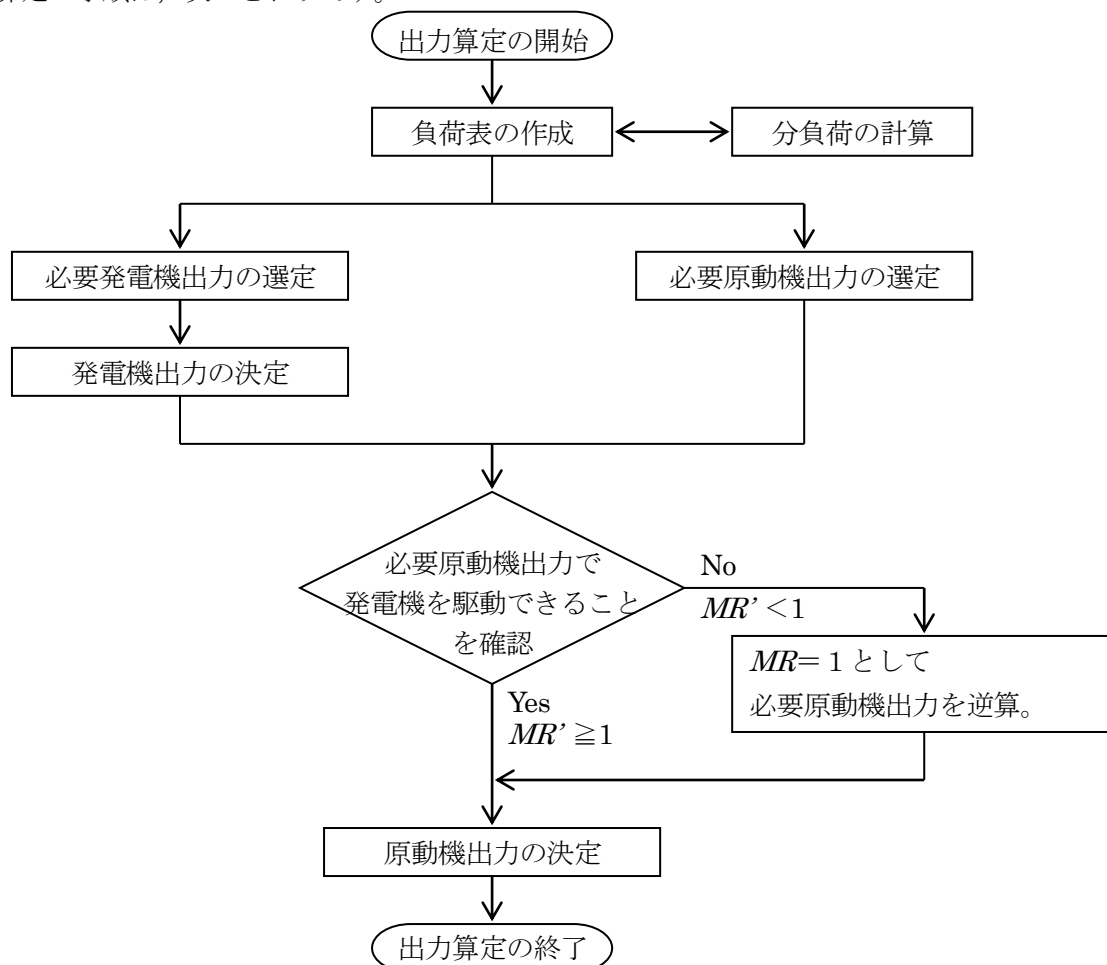 出力算定の開始
負荷表の作成
分負荷の計算
必要発電機出力の選定
必要原動機出力の選定
発電機出力の決定
必要原動機出力で
発電機を駆動できること
を確認
No
MR’＜1
MR＝１として
必要原動機出力を逆算。
Yes
MR’≧1
原動機出力の決定
出力算定の終了